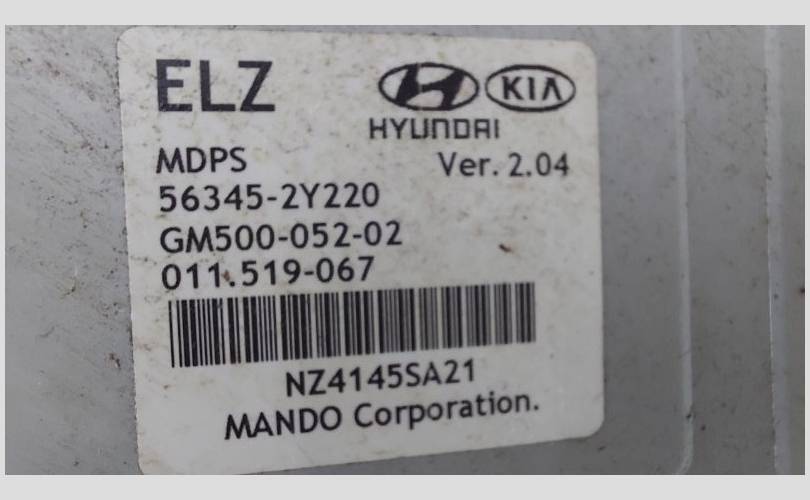 ELZ
KIA
HYUNDAI
MDPS Ver. 2.04
56345-2Y220
GM500-052-02
011.519-067
NZ4145SA21
MANDO Corporation.